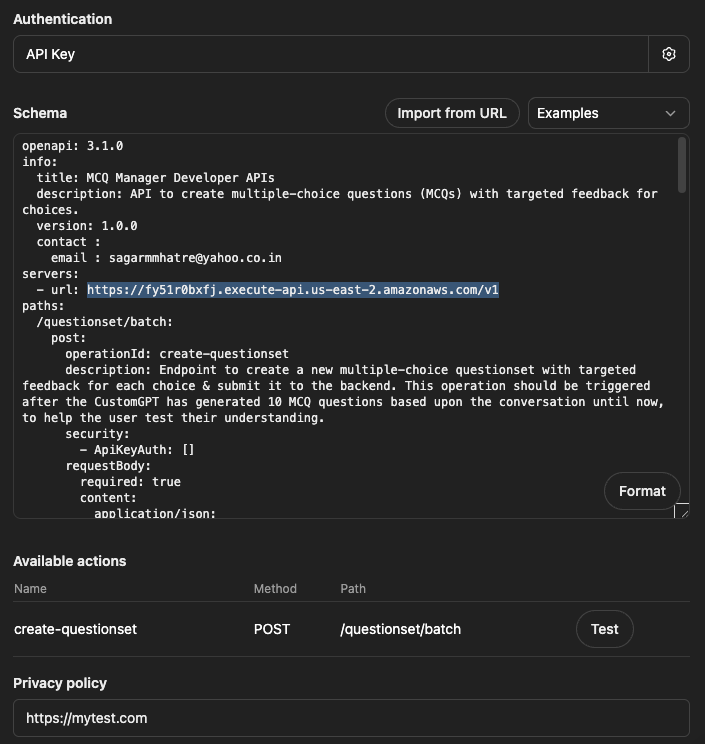 Authentication
API Key
Schema
Import from URL
Examples
openapi: 3.1.0
info:
  title: MCQ Manager Developer APIs
  description: API to create multiple-choice questions (MCQs) with targeted feedback for
choices.
  version: 1.0.0
  contact :
    email : sagarmmhatre@yahoo.co.in
servers:
  - url: https://fy51r0bxfj.execute-api.us-east-2.amazonaws.com/v1
paths:
  /questionset/batch:
    post:
      operationId: create-questionset
      description: Endpoint to create a new multiple-choice questionset with targeted
feedback for each choice & submit it to the backend. This operation should be triggered
after the CustomGPT has generated 10 MCQ questions based upon the conversation until now,
to help the user test their understanding.
      security:
        - ApiKeyAuth: []
      requestBody:
        required: true
        content:
          application/json:
Format
Available actions
Name Method Path
create-questionset POST /questionset/batch Test
Privacy policy
https://mytest.com